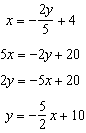 x = −2y/5 + 4
5x = −2y + 20
2y = −5x + 20
y = −5/2 x + 10